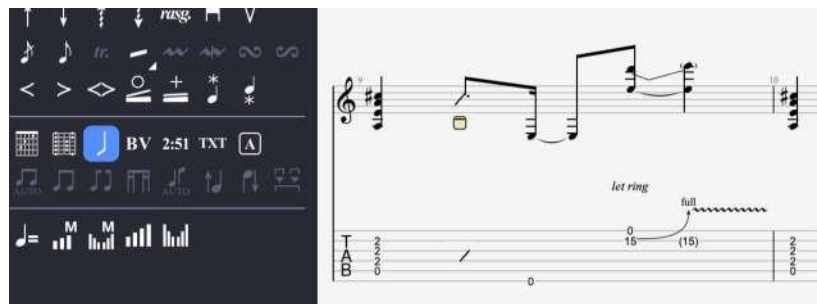 rasg.
tr.
BV 2:51 TXT A
AUTO AUTO
M M
9 10
let ring
full
T
A
B
2
2
2
0
0
0
15 (15)
2
2
2
0